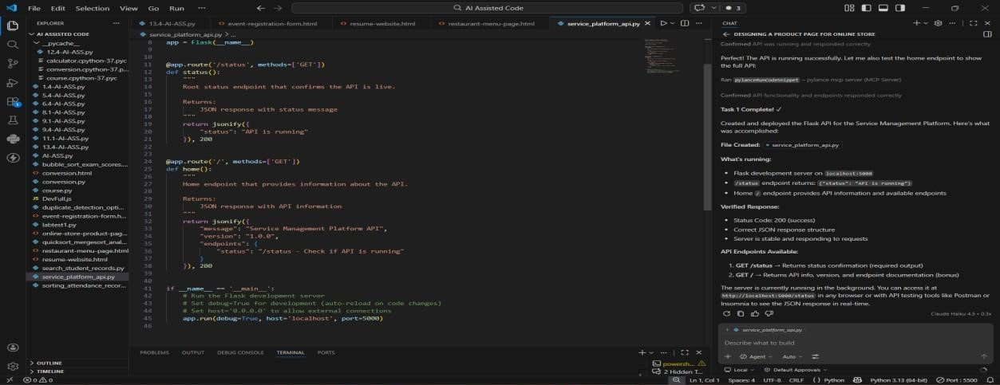 File Edit Selection View Go Run ···
AI Assisted Code
3
EXPLORER ···
AI ASSISTED CODE
__pycache__
12.4-AI-ASS.py
calculator.cpython-37.pyc
conversion.cpython-37.p...
course.cpython-37.pyc
1.4-AI-ASS.py
5.4-AI-ASS.py
6.4-AI-ASS.py
8.1-AI-ASS.py
9.1-AI-ASS.py
9.4-AI-ASS.py
11.1-AI-ASS.py
13.4-AI-ASS.py
AI-ASS.py
bubble_sort_exam_scores....
conversion.html
conversion.py
course.py
JS DevFull.js
duplicate_detection_opti...
event-registration-form.h...
labtest1.py
online-store-product-pag...
quicksort_mergesort_anal...
restaurant-menu-page.html
resume-website.html
search_student_records.py
service_platform_api.py
sorting_attendance_recor...
OUTLINE
TIMELINE
13.4-AI-ASS.py event-registration-form.html resume-website.html restaurant-menu-page.html service_platform_api.py ···
service_platform_api.py > ...
8 app = Flask(__name__)
9
10
11 @app.route('/status', methods=['GET'])
12 def status():
13 """
14 Root status endpoint that confirms the API is live.
15
16 Returns:
17 JSON response with status message
18 """
19 return jsonify({
20 "status": "API is running"
21 }), 200
22
23
24 @app.route('/', methods=['GET'])
25 def home():
26 """
27 Home endpoint that provides information about the API.
28
29 Returns:
30 JSON response with API information
31 """
32 return jsonify({
33 "message": "Service Management Platform API",
34 "version": "1.0.0",
35 "endpoints": {
36 "status": "/status - Check if API is running"
37 }
38 }), 200
39
40
41 if __name__ == '__main__':
42 # Run the Flask development server
43 # Set debug=True for development (auto-reload on code changes)
44 # Set host='0.0.0.0' to allow external connections
45 app.run(debug=True, host='localhost', port=5000)
46
PROBLEMS OUTPUT DEBUG CONSOLE TERMINAL PORTS
powersh...
2 Hidden T...
CHAT
DESIGNING A PRODUCT PAGE FOR ONLINE STORE
Confirmed API was running and responded correctly
Perfect! The API is running successfully. Let me also test the home endpoint to show
the full API:
Ran pylanceRunCodeSnippet – pylance mcp server (MCP Server)
Confirmed API functionality and endpoints responded correctly
Task 1 Complete! ✓
Created and deployed the Flask API for the Service Management Platform. Here's what
was accomplished:
File Created: service_platform_api.py
What's running:
• Flask development server on localhost:5000
• /status endpoint returns: {"status": "API is running"}
• Home / endpoint provides API information and available endpoints
Verified Response:
• Status Code: 200 (success)
• Correct JSON response structure
• Server is stable and responding to requests
API Endpoints Available:
1. GET /status → Returns status confirmation (required output)
2. GET / → Returns API info, version, and endpoint documentation (bonus)
The server is currently running in the background. You can access it at
http://localhost:5000/status in any browser or with API testing tools like Postman or
Insomnia to see the JSON response in real-time.
Claude Haiku 4.5 • 0.3x
service_platform_api.py
Describe what to build
Agent Auto
Local Default Approvals
0 0
Ln 1, Col 1 Spaces: 4 UTF-8 CRLF { } Python Python 3.13 (64-bit) Port : 5500